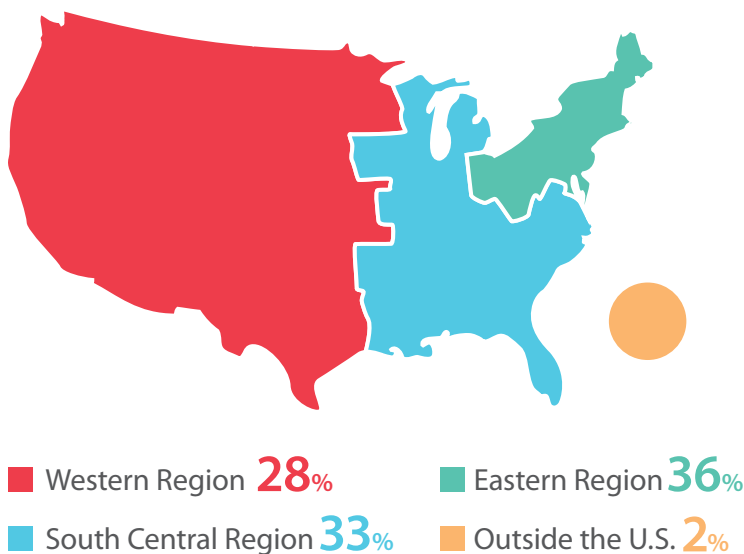 Western Region 28%
Eastern Region 36%
South Central Region 33%
Outside the U.S. 2%